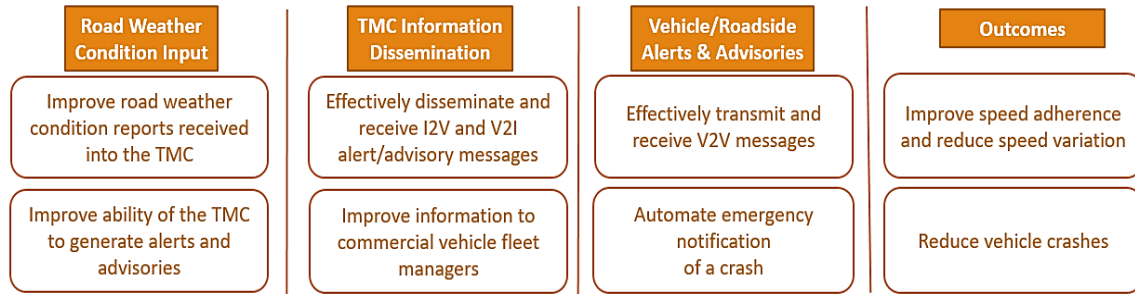 Road Weather
Condition Input
Improve road weather
condition reports received
into the TMC
Improve ability of the TMC
to generate alerts and
advisories
TMC Information
Dissemination
Effectively disseminate and
receive I2V and V2I
alert/advisory messages
Improve information to
commercial vehicle fleet
managers
Vehicle/Roadside
Alerts & Advisories
Effectively transmit and
receive V2V messages
Automate emergency
notification
of a crash
Outcomes
Improve speed adherence
and reduce speed variation
Reduce vehicle crashes